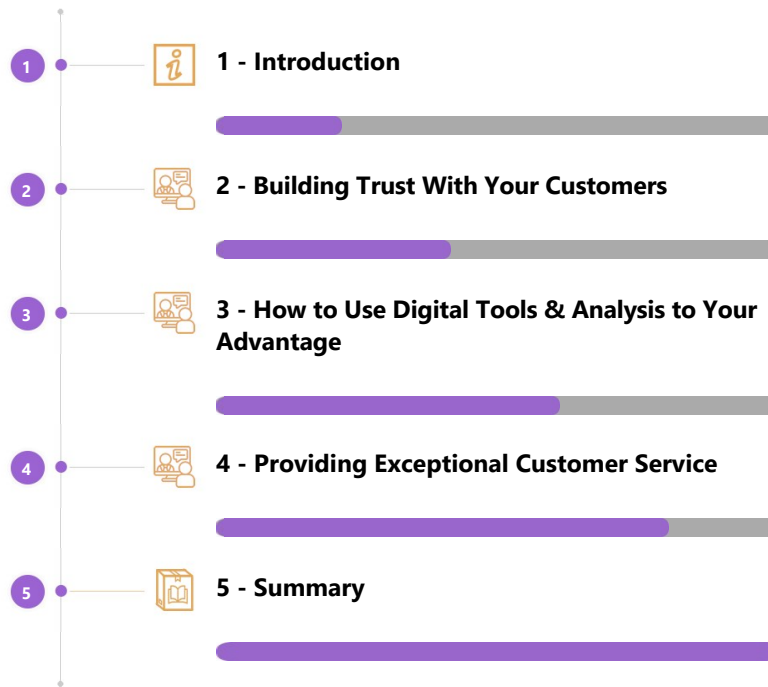 1
1 - Introduction
2
2 - Building Trust With Your Customers
3
3 - How to Use Digital Tools & Analysis to Your
Advantage
4
4 - Providing Exceptional Customer Service
5
5 - Summary